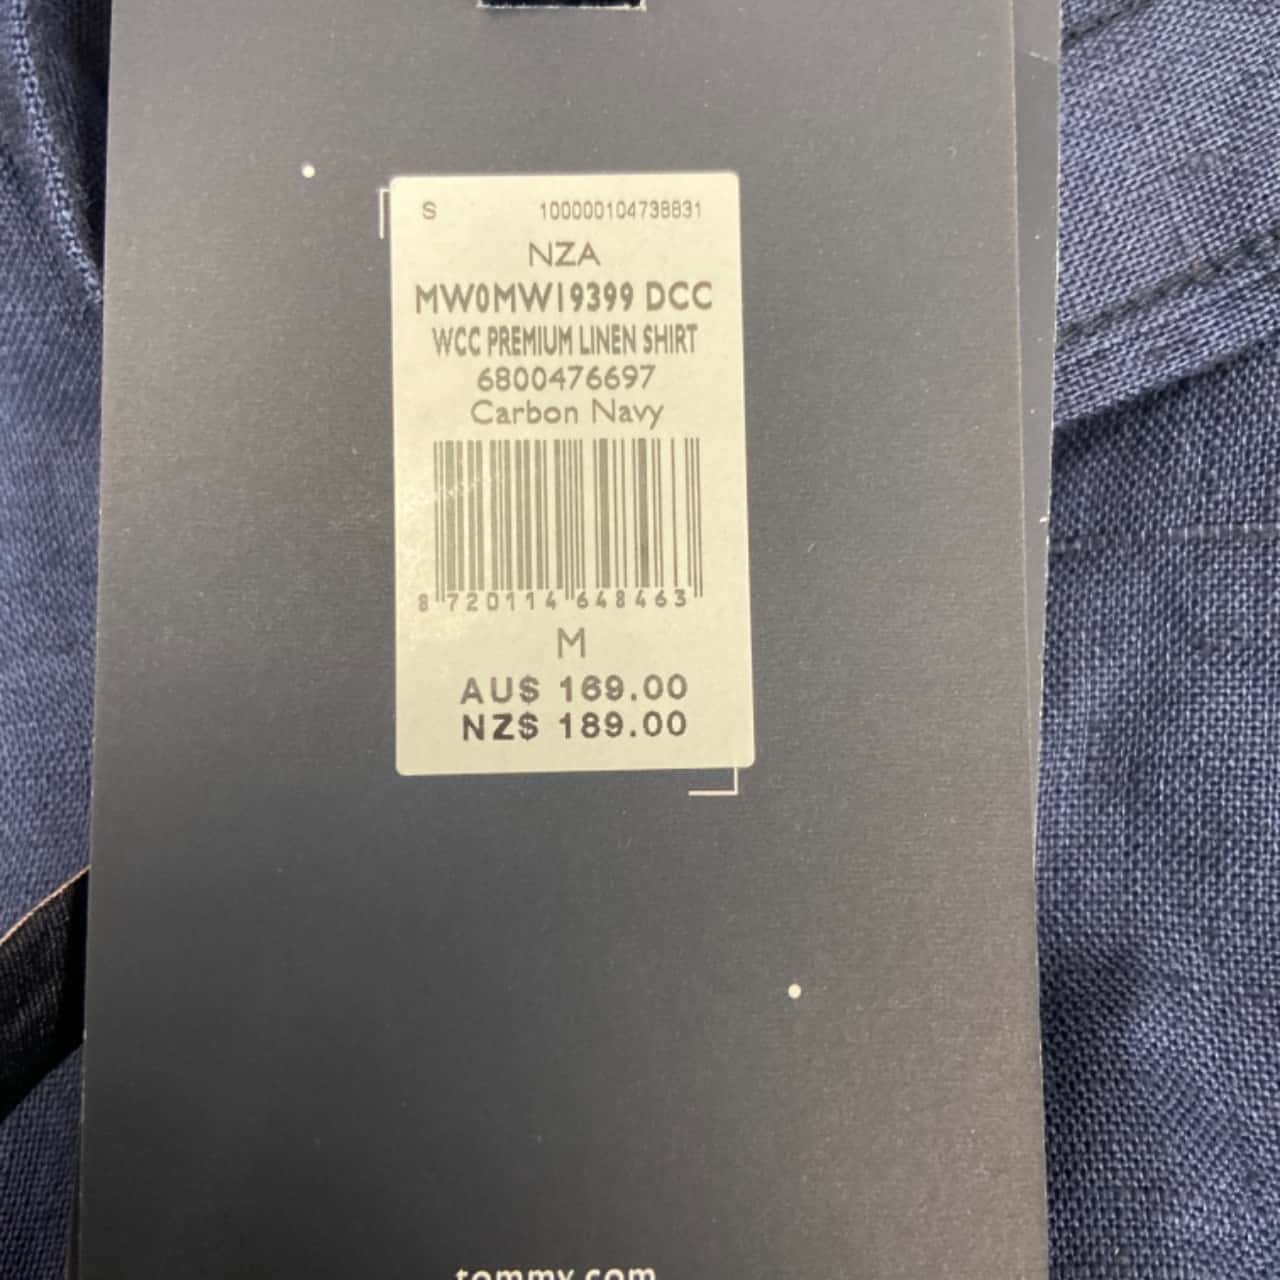 S 100000104738831
NZA
MW0MW19399 DCC
WCC PREMIUM LINEN SHIRT
6800476697
Carbon Navy
8 720114 648463
M
AU$ 169.00
NZ$ 189.00
tommy.com